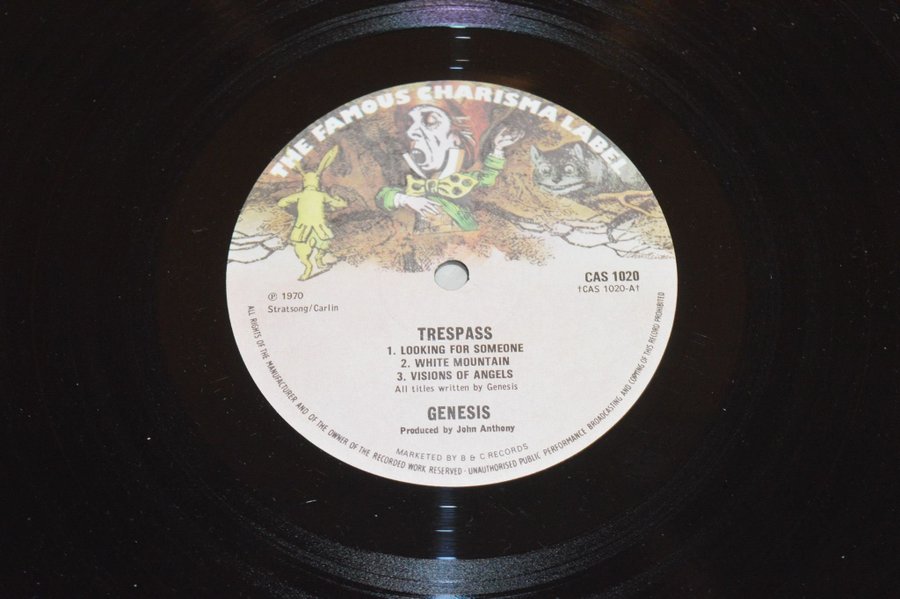 THE FAMOUS CHARISMA LABEL
CAS 1020
†CAS 1020-A†
℗ 1970
Stratsong/Carlin
TRESPASS
1. LOOKING FOR SOMEONE
2. WHITE MOUNTAIN
3. VISIONS OF ANGELS
All titles written by Genesis
GENESIS
Produced by John Anthony
MARKETED BY B & C RECORDS
ALL RIGHTS OF THE MANUFACTURER AND OF THE OWNER OF THE RECORDED WORK RESERVED · UNAUTHORISED PUBLIC PERFORMANCE BROADCASTING AND COPYING OF THIS RECORD PROHIBITED